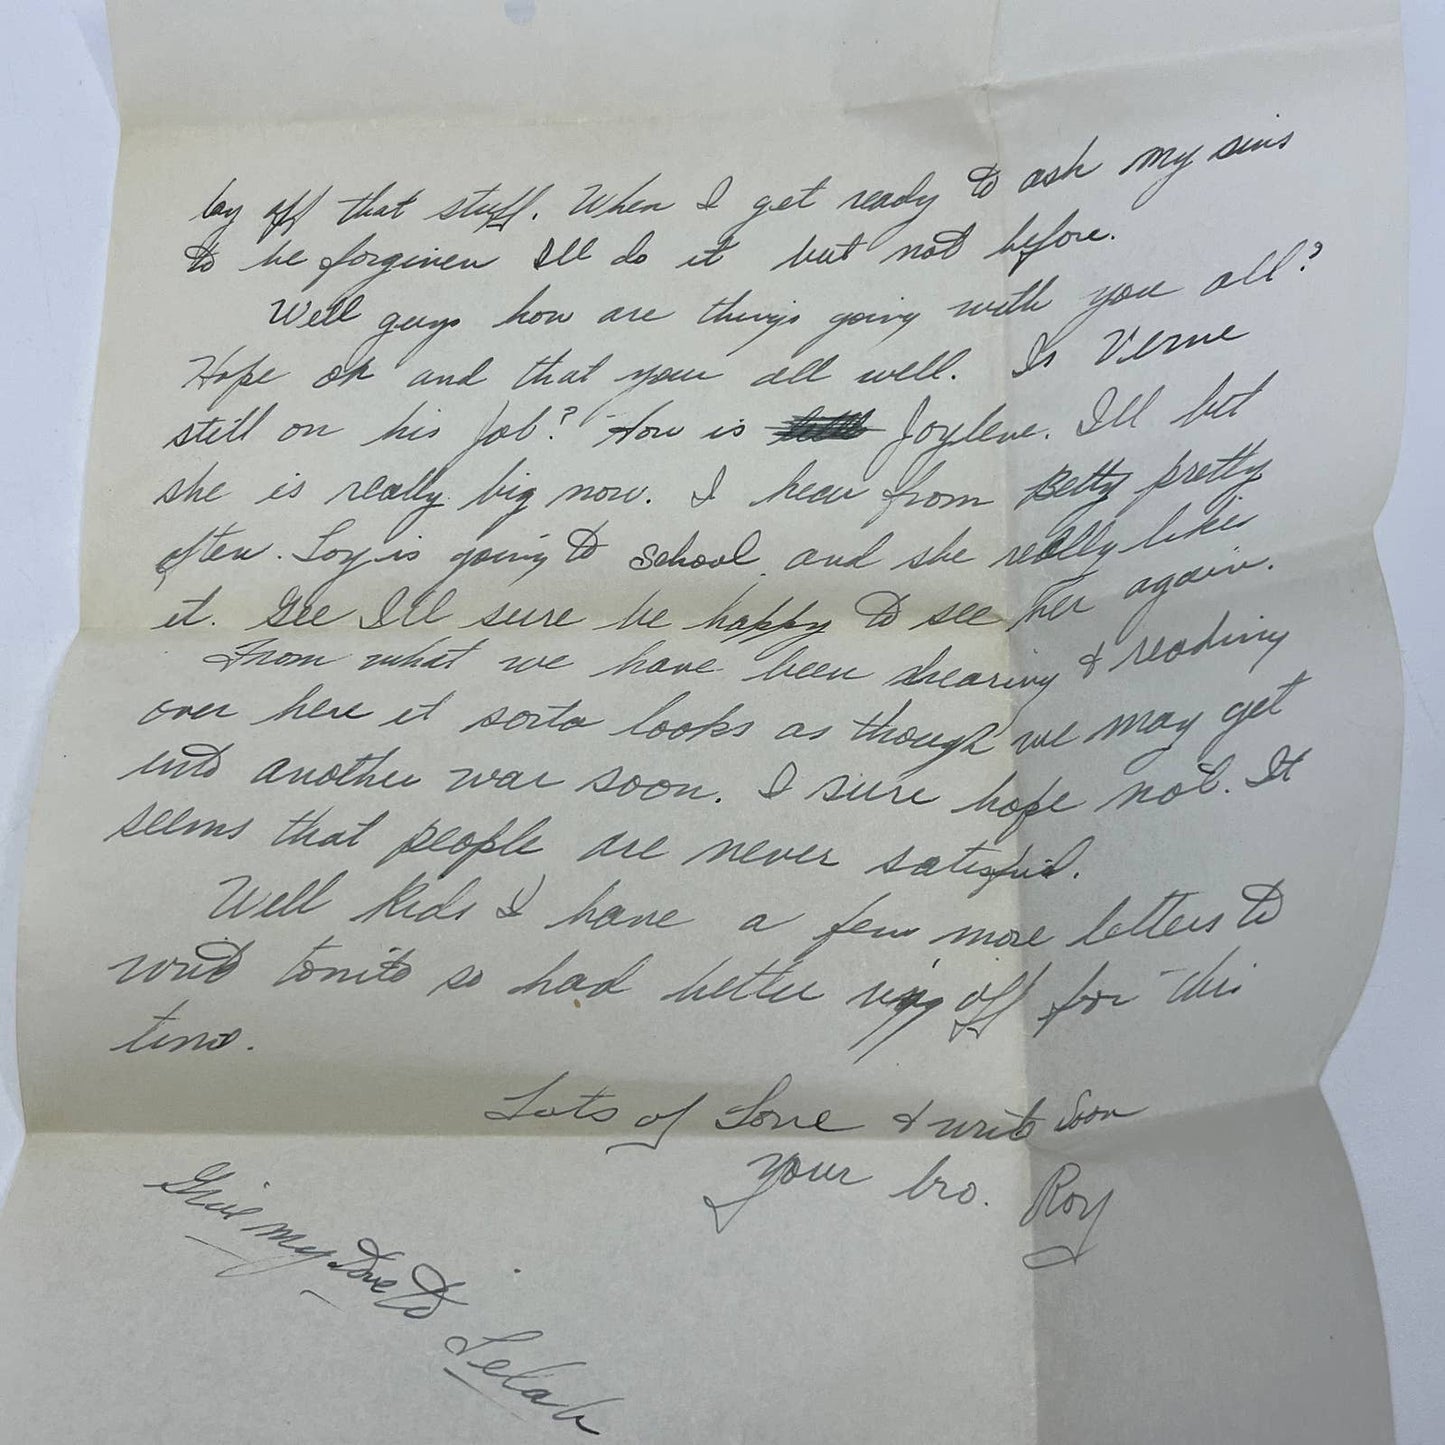 lay off that stuff. When I get ready to ask my sins
to be forgiven Ill do it but not before.
Well guys how are things going with you all?
Hope ok and that your all well. Is Verne
still on his job? How is Joylene. Ill bet
she is really big now. I hear from Betty pretty
often. Loy is going to School and she really likes
it. Gee I'll sure be happy to see her again.
From what we have been hearing & reading
over here it sorta looks as though we may get
into another war soon. I sure hope not. It
seems that people are never satisfied.
Well kids I have a few more letters to
write tonite so had better ring off for this
time.
Lots of Love & write Soon
your bro. Roy
Give my Love to
Lelah